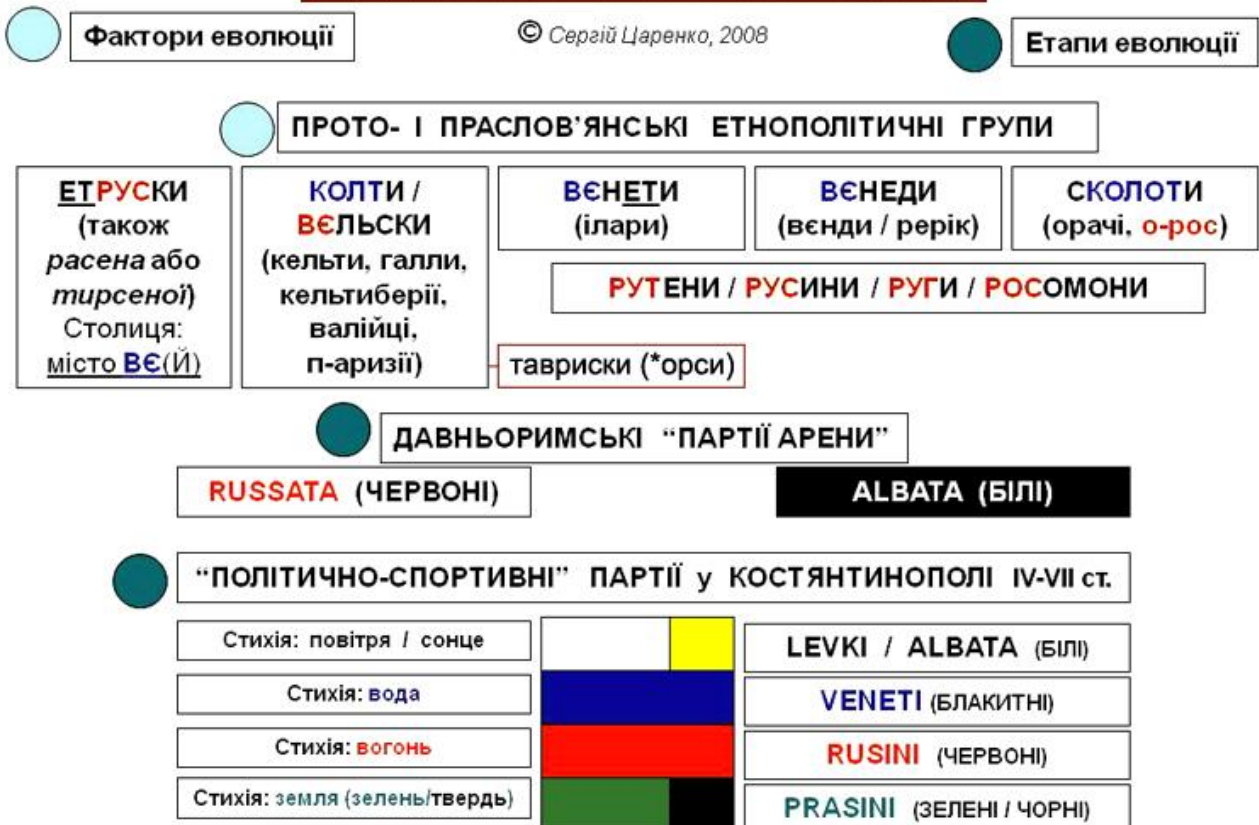 Фактори еволюції
© Сергій Царенко, 2008
Етапи еволюції
ПРОТО- І ПРАСЛОВ’ЯНСЬКІ ЕТНОПОЛІТИЧНІ ГРУПИ
ЕТРУСКИ
(також
расена або
тирсеної)
Столиця:
місто ВЄ(Й)
КОЛТИ /
ВЄЛЬСКИ
(кельти, галли,
кельтиберії,
валійці,
п-аризії)
ВЄНЕТИ
(ілари)
ВЄНЕДИ
(вєнди / рерік)
СКОЛОТИ
(орачі, о-рос)
РУТЕНИ / РУСИНИ / РУГИ / РОСОМОНИ
тавриски (*орси)
ДАВНЬОРИМСЬКІ “ПАРТІЇ АРЕНИ”
RUSSATA (ЧЕРВОНІ)
ALBATA (БІЛІ)
“ПОЛІТИЧНО-СПОРТИВНІ” ПАРТІЇ у КОСТЯНТИНОПОЛІ IV-VII ст.
Стихія: повітря / сонце
LEVKI / ALBATA (БІЛІ)
Стихія: вода
VENETI (БЛАКИТНІ)
Стихія: вогонь
RUSINI (ЧЕРВОНІ)
Стихія: земля (зелень/твердь)
PRASINI (ЗЕЛЕНІ / ЧОРНІ)